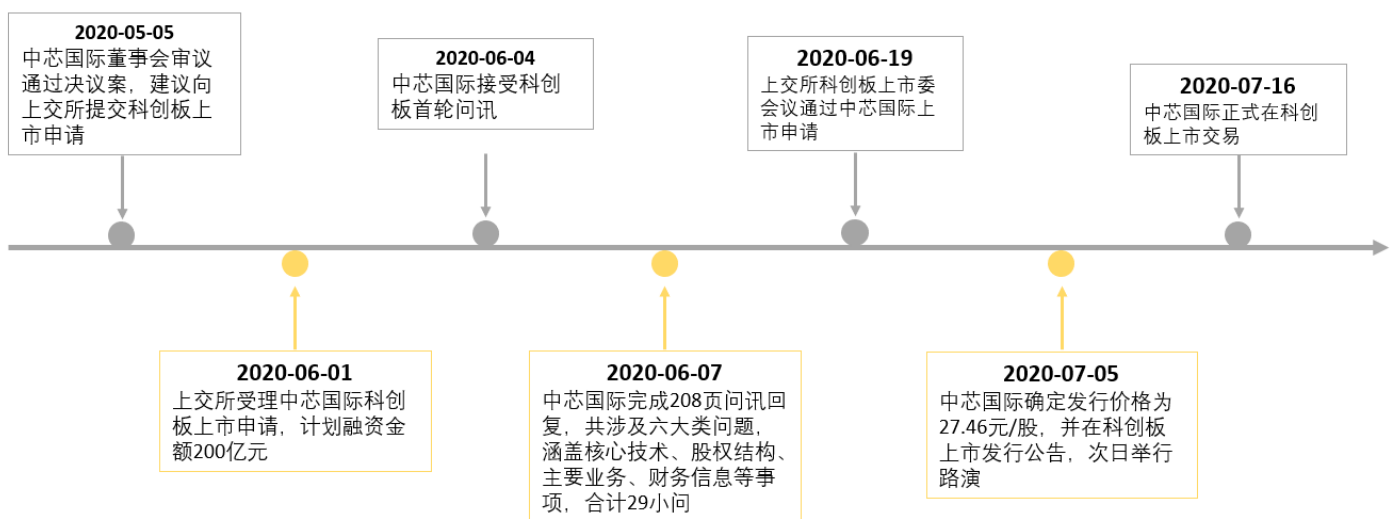 2020-05-05
中芯国际董事会审议
通过决议案，建议向
上交所提交科创板上
市申请
2020-06-04
中芯国际接受科创
板首轮问讯
2020-06-19
上交所科创板上市委
会议通过中芯国际上
市申请
2020-07-16
中芯国际正式在科创
板上市交易
2020-06-01
上交所受理中芯国际科创
板上市申请，计划融资金
额200亿元
2020-06-07
中芯国际完成208页问讯回
复，共涉及六大类问题，
涵盖核心技术、股权结构、
主要业务、财务信息等事
项，合计29小问
2020-07-05
中芯国际确定发行价格为
27.46元/股，并在科创板
上市发行公告，次日举行
路演